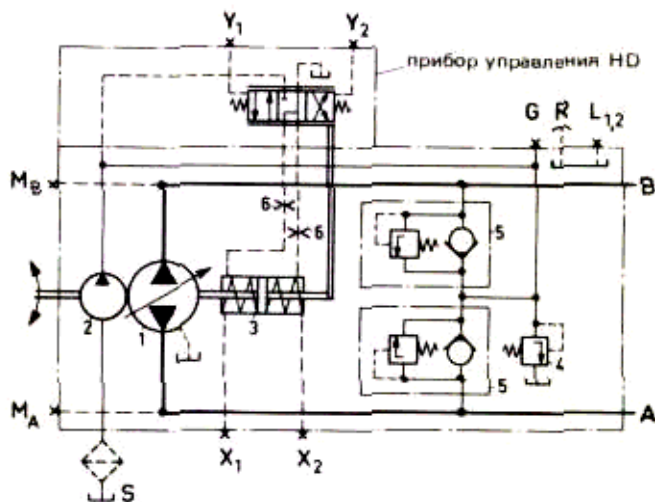 Y1 Y2
прибор управления HD
G R L1,2
MB B
6
6
5
2 1 3
4
5
MA A
X1 X2
S